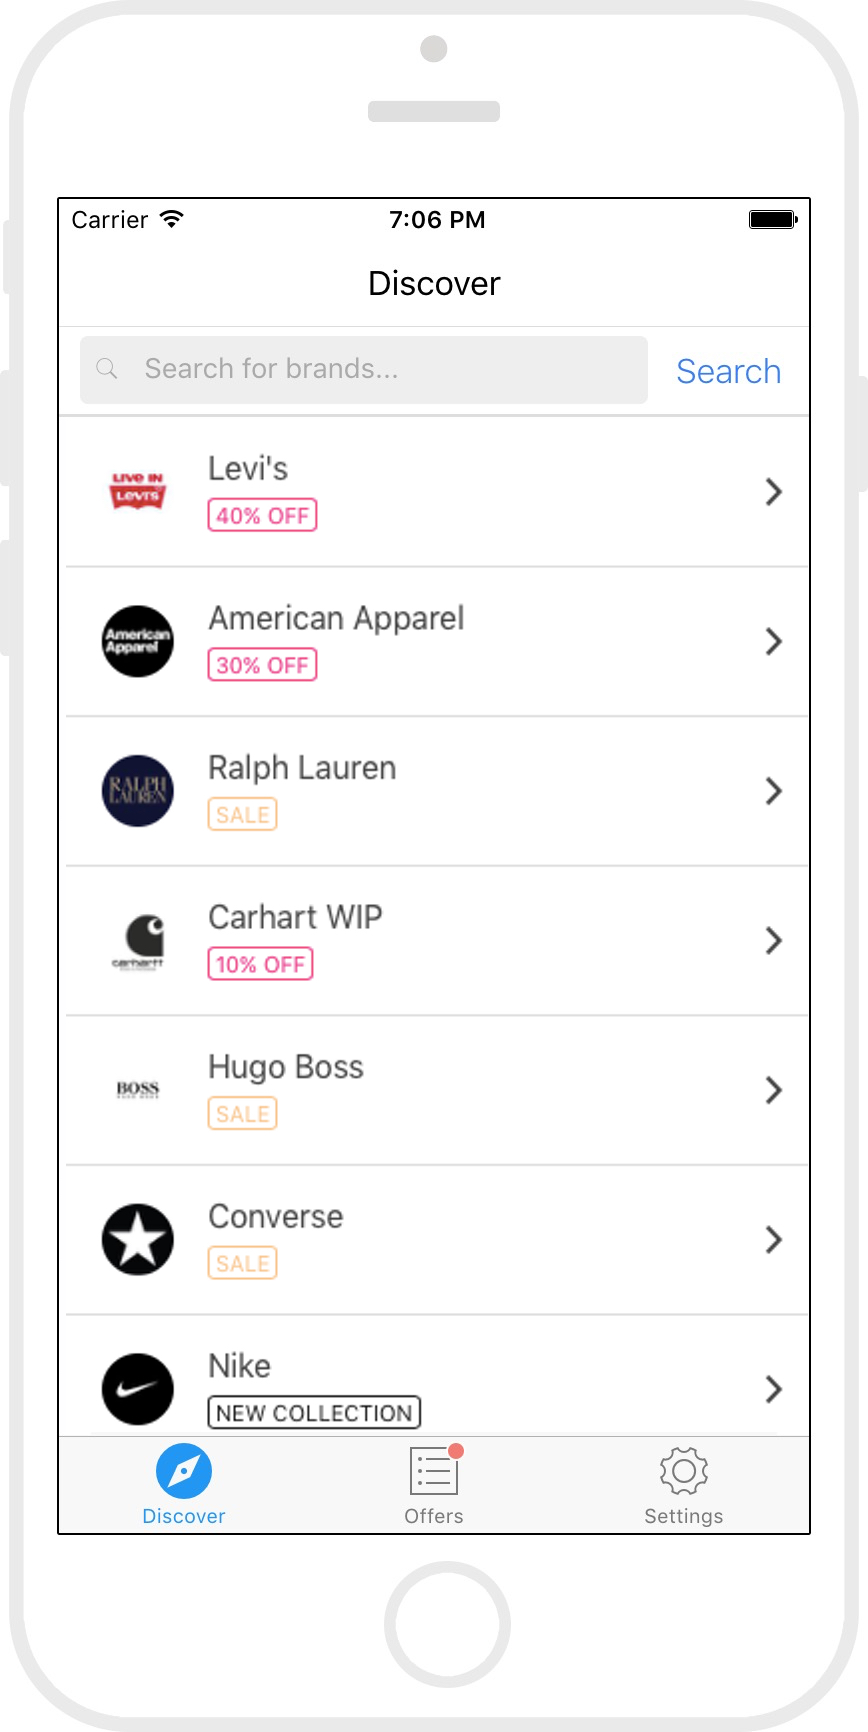 Carrier 7:06 PM
Discover
Search for brands... Search
LIVE IN
LEVI'S
Levi's
40% OFF
American
Apparel
American Apparel
30% OFF
RALPH
LAUREN
Ralph Lauren
SALE
carhartt
Carhart WIP
10% OFF
BOSS
Hugo Boss
SALE
Converse
SALE
Nike
NEW COLLECTION
Discover Offers Settings